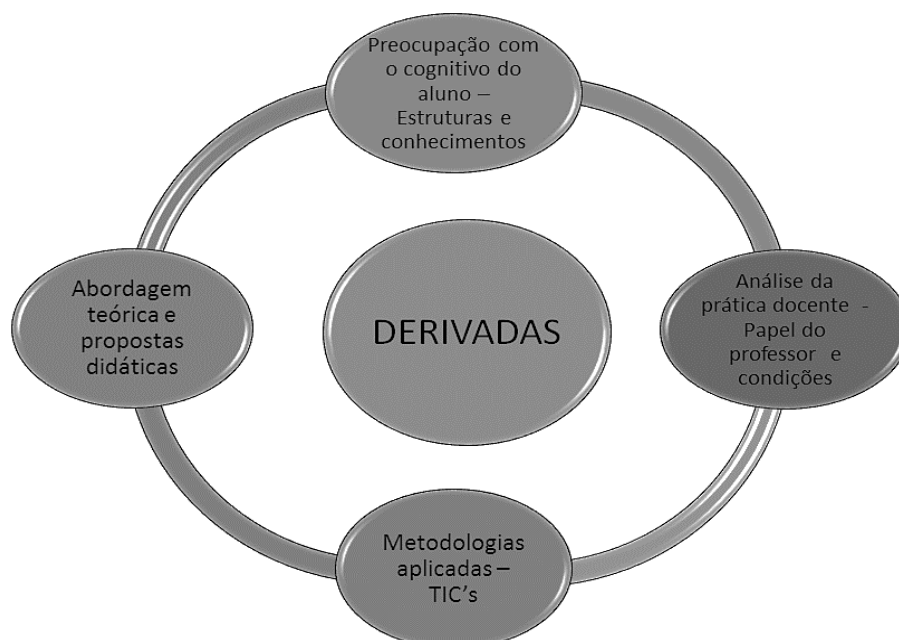 Preocupação com
o cognitivo do
aluno –
Estruturas e
conhecimentos
Abordagem
teórica e
propostas
didáticas
DERIVADAS
Análise da
prática docente -
Papel do
professor e
condições
Metodologias
aplicadas –
TIC’s